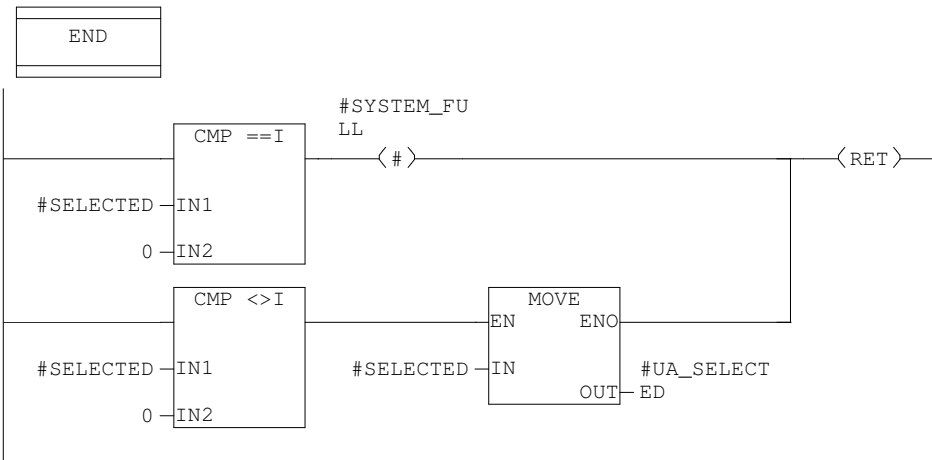 END
#SYSTEM_FU
LL
CMP ==I
(#)
(RET)
#SELECTED
IN1
0
IN2
CMP <>I
MOVE
EN
ENO
#SELECTED
IN1
#SELECTED
IN
#UA_SELECT
OUT
ED
0
IN2